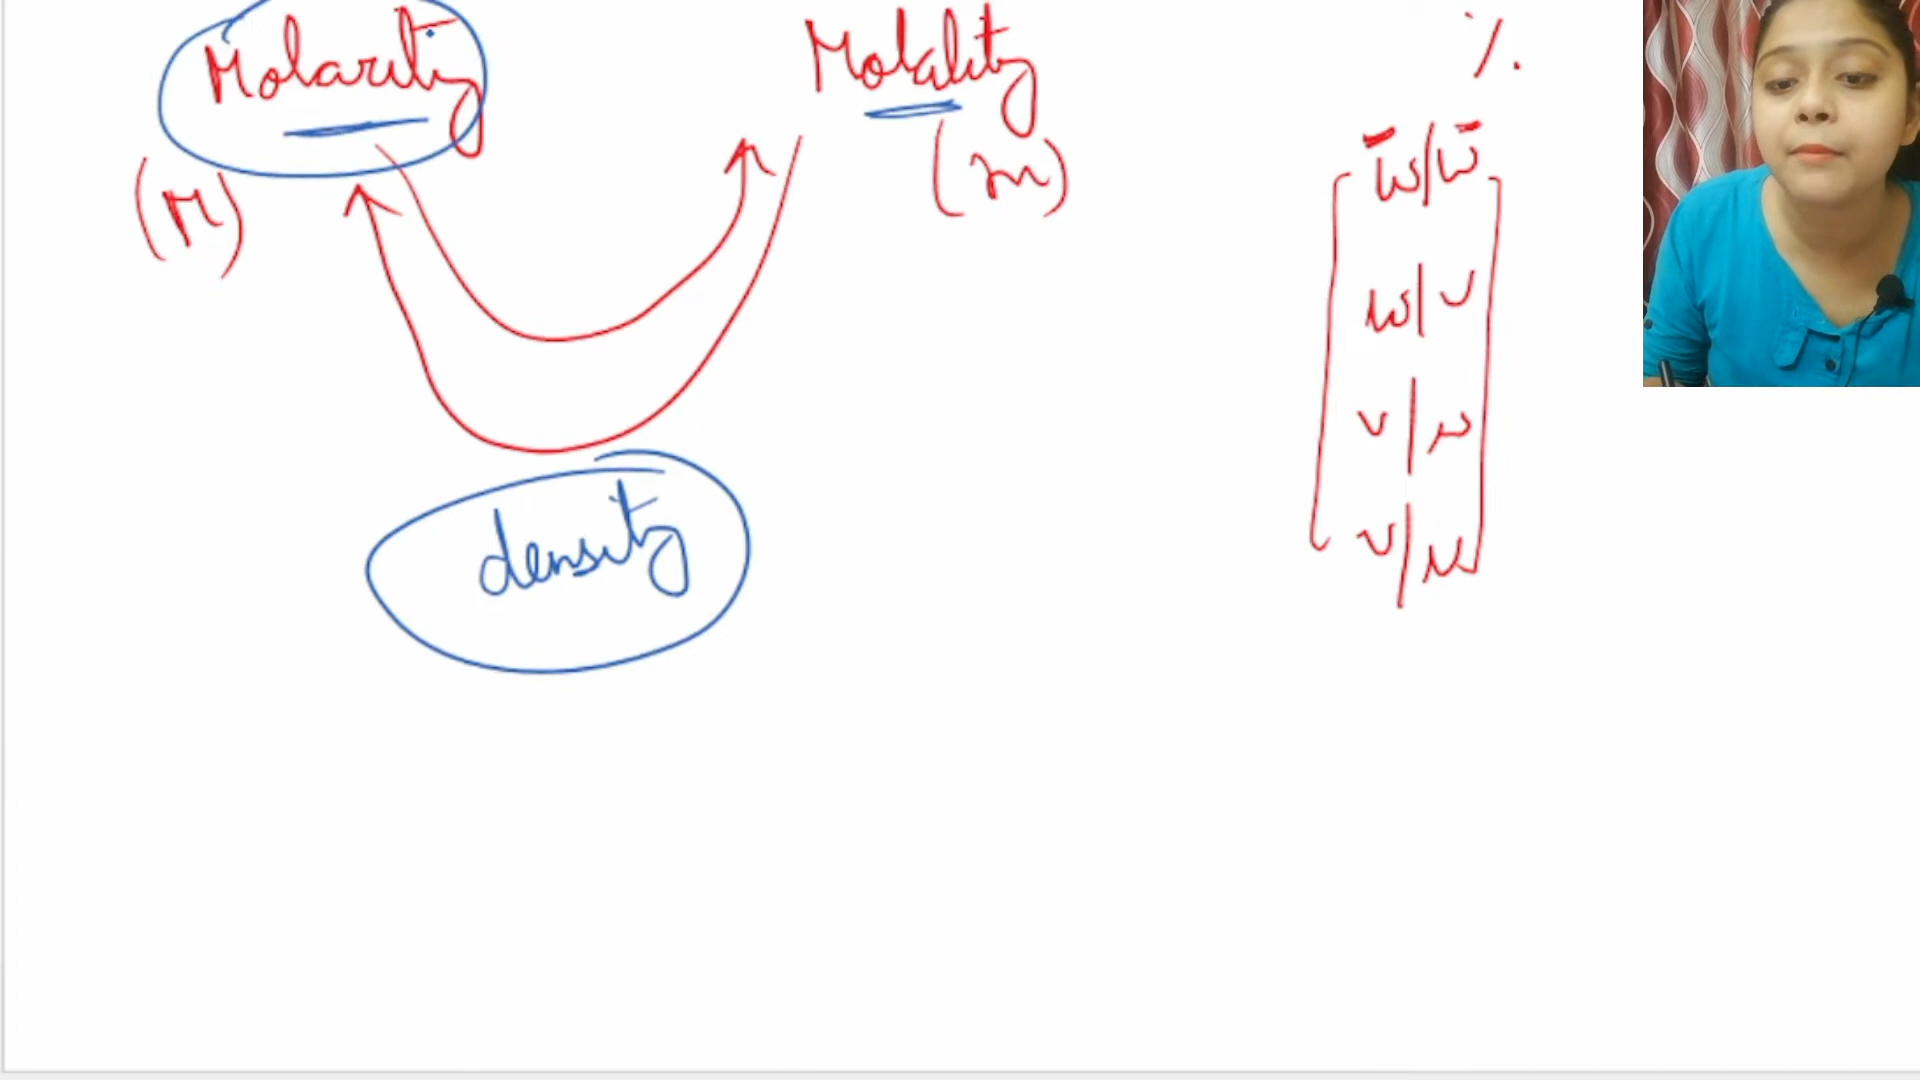 Molarity Molality %.
(M) (m)
w/w
w/v
v/w
v/w
density